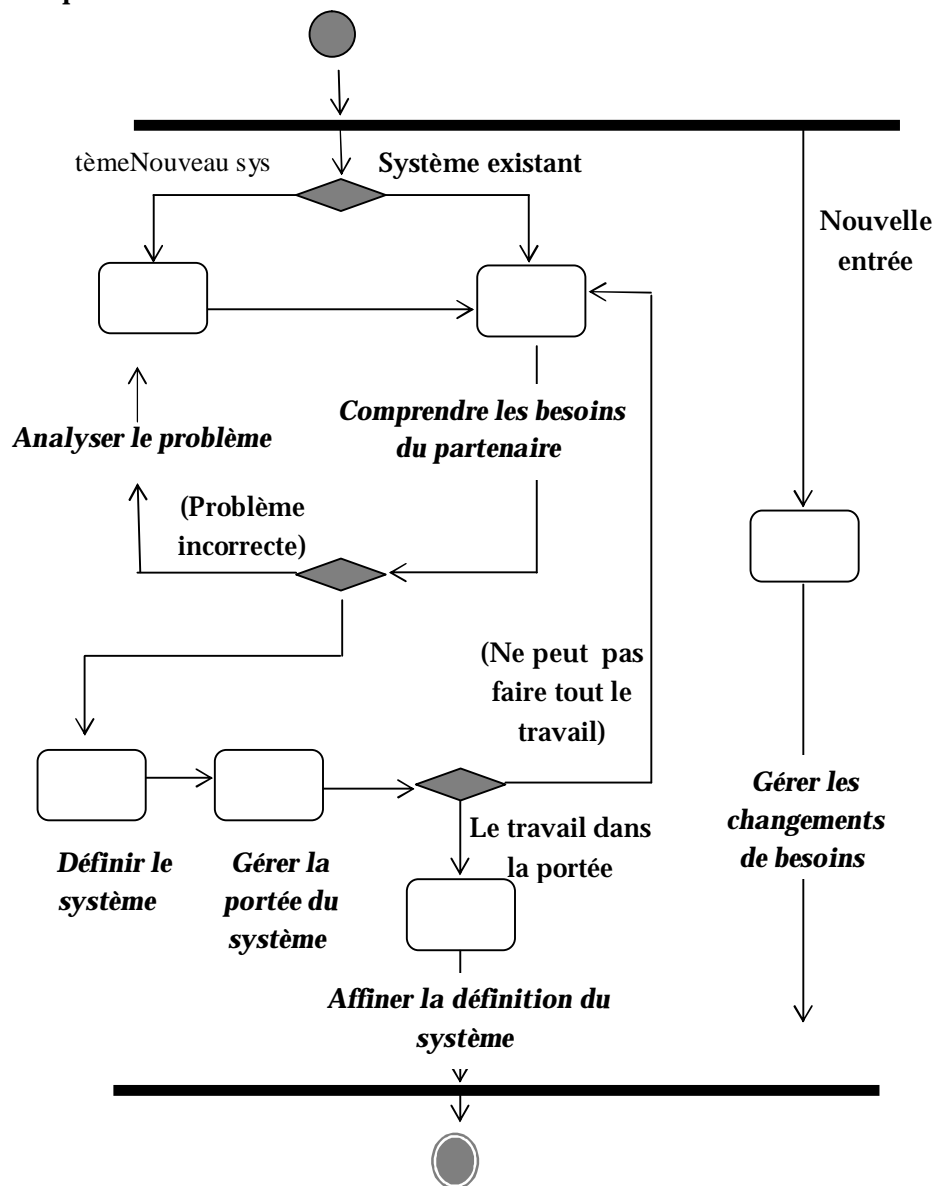 tèmeNouveau sys
Système existant
Nouvelle
entrée
Comprendre les besoins
du partenaire
Analyser le problème
(Problème
incorrecte)
(Ne peut pas
faire tout le
travail)
Gérer les
changements
de besoins
Le travail dans
la portée
Définir le
système
Gérer la
portée du
système
Affiner la définition du
système